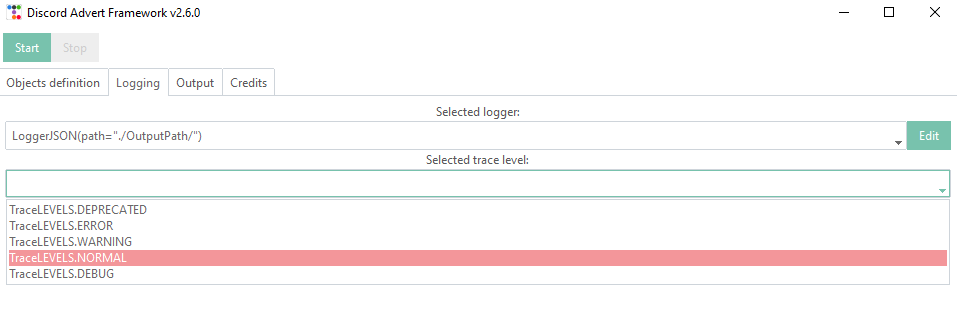 Discord Advert Framework v2.6.0
Start Stop
Objects definition Logging Output Credits
Selected logger:
LoggerJSON(path="./OutputPath/") Edit
Selected trace level:
TraceLEVELS.DEPRECATED
TraceLEVELS.ERROR
TraceLEVELS.WARNING
TraceLEVELS.NORMAL
TraceLEVELS.DEBUG